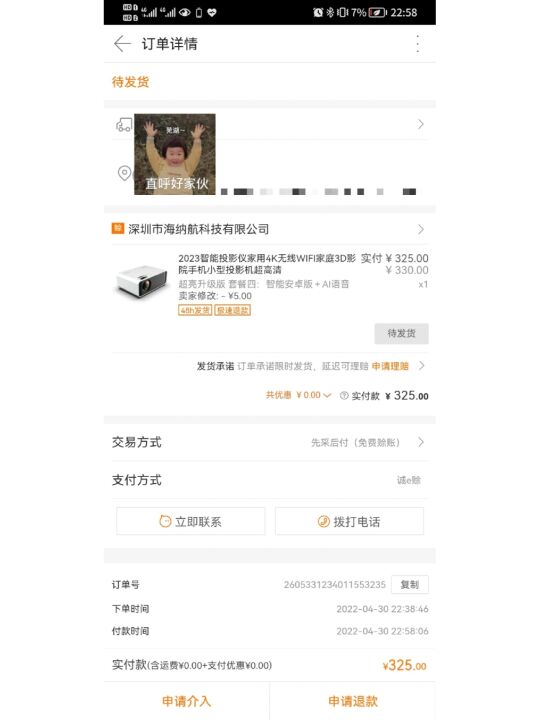 7% 22:58
订单详情
待发货
芜湖~
直呼好家伙
赊 深圳市海纳航科技有限公司
2023智能投影仪家用4K无线WIFI家庭3D影 实付 ¥ 325.00
院手机小型投影机超高清 ¥ 330.00
超亮升级版 套餐四：智能安卓版 + AI语音 x1
卖家修改: - ¥5.00
48h发货 极速退款
待发货
发货承诺 订单承诺限时发货，延迟可理赔 申请理赔
共优惠 ¥ 0.00 实付款 ¥ 325.00
交易方式 先采后付（免费赊账）
支付方式 诚e赊
立即联系 拨打电话
订单号 2605331234011553235 复制
下单时间 2022-04-30 22:38:46
付款时间 2022-04-30 22:58:06
实付款(含运费¥0.00+支付优惠¥0.00) ¥325.00
申请介入 申请退款